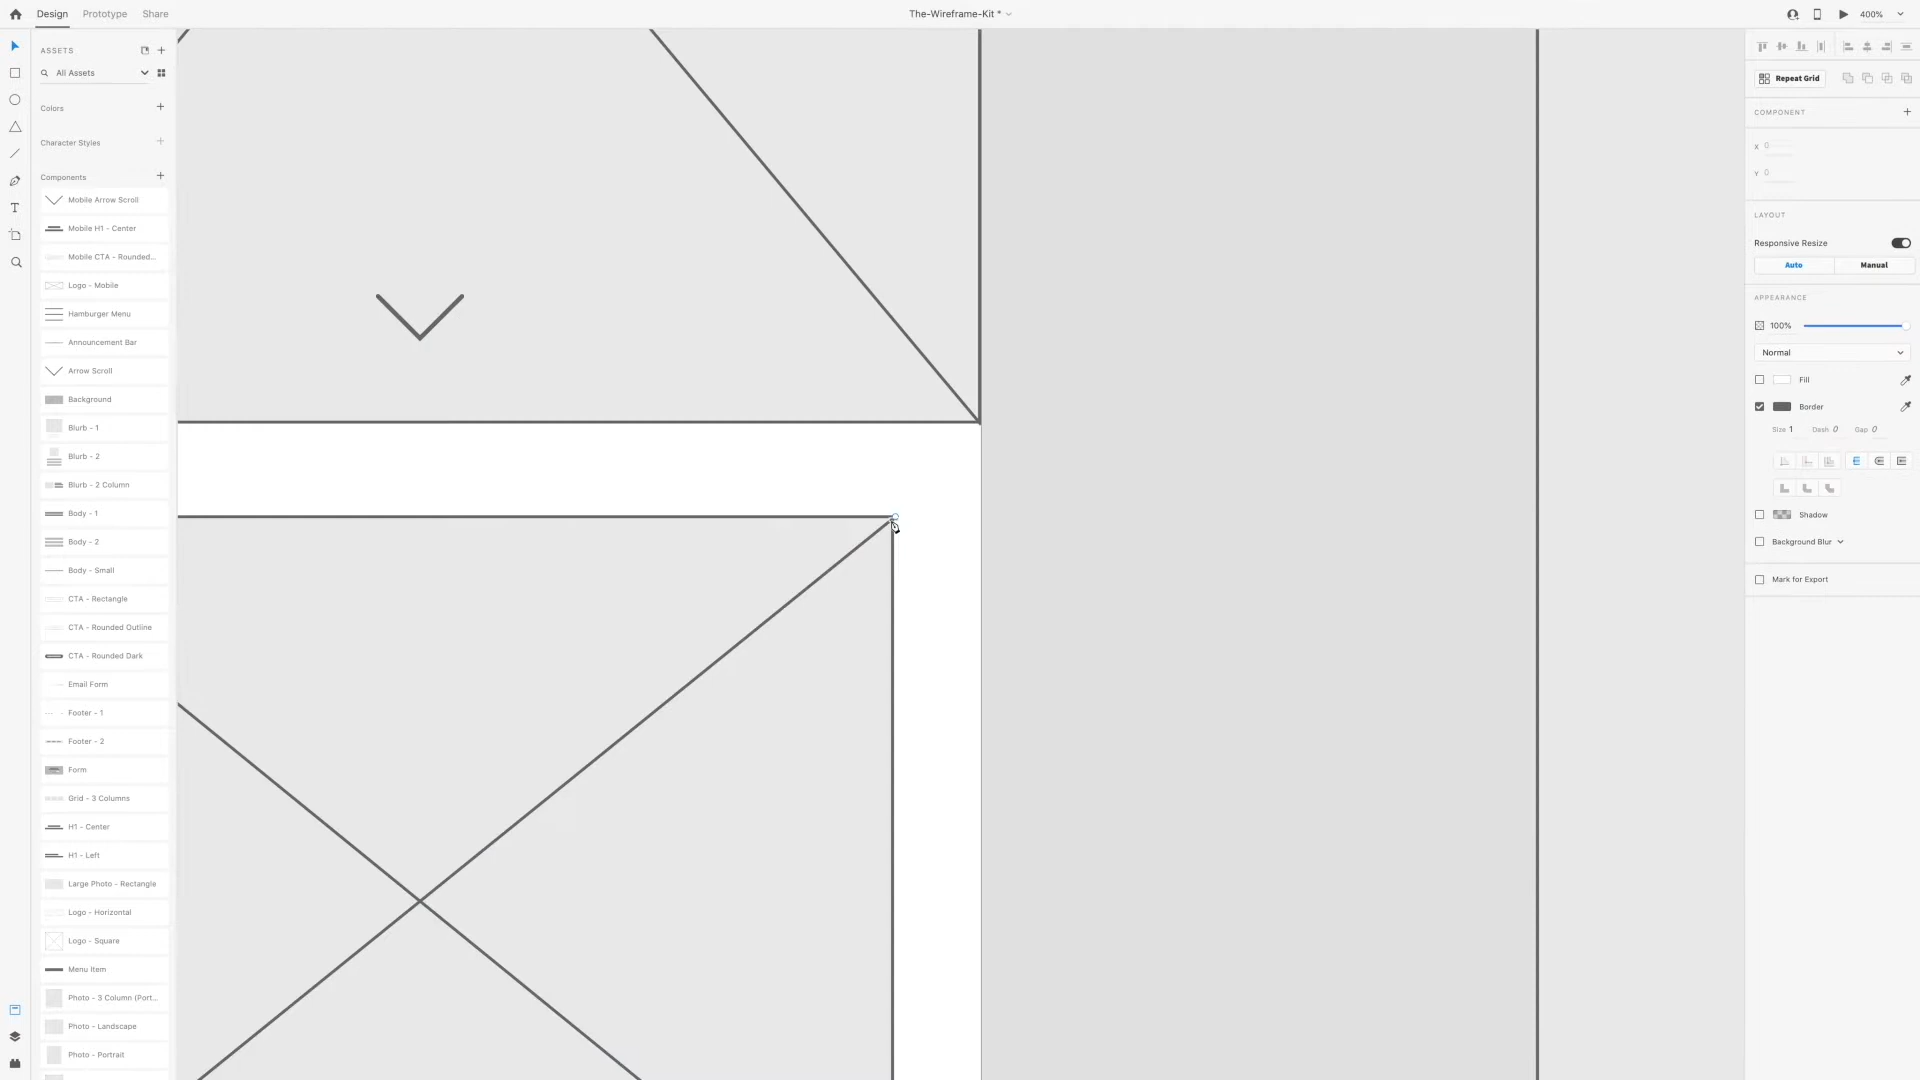 Design
Prototype
Share
The-Wireframe-Kit *
400%
ASSETS
All Assets
Colors
Character Styles
Components
Mobile Arrow Scroll
Mobile H1 - Center
Mobile CTA - Rounded...
Logo - Mobile
Hamburger Menu
Announcement Bar
Arrow Scroll
Background
Blurb - 1
Blurb - 2
Blurb - 2 Column
Body - 1
Body - 2
Body - Small
CTA - Rectangle
CTA - Rounded Outline
CTA - Rounded Dark
Email Form
Footer - 1
Footer - 2
Form
Grid - 3 Columns
H1 - Center
H1 - Left
Large Photo - Rectangle
Logo - Horizontal
Logo - Square
Menu Item
Photo - 3 Column (Port...
Photo - Landscape
Photo - Portrait
Repeat Grid
COMPONENT
X 0
Y 0
LAYOUT
Responsive Resize
Auto
Manual
APPEARANCE
100%
Normal
Fill
Border
Size 1 Dash 0 Gap 0
Shadow
Background Blur
Mark for Export